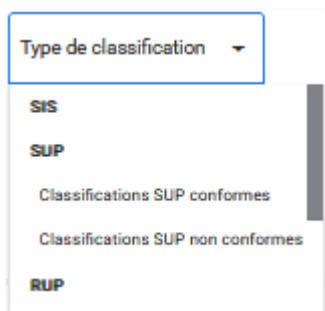 Type de classification
SIS
SUP
Classifications SUP conformes
Classifications SUP non conformes
RUP